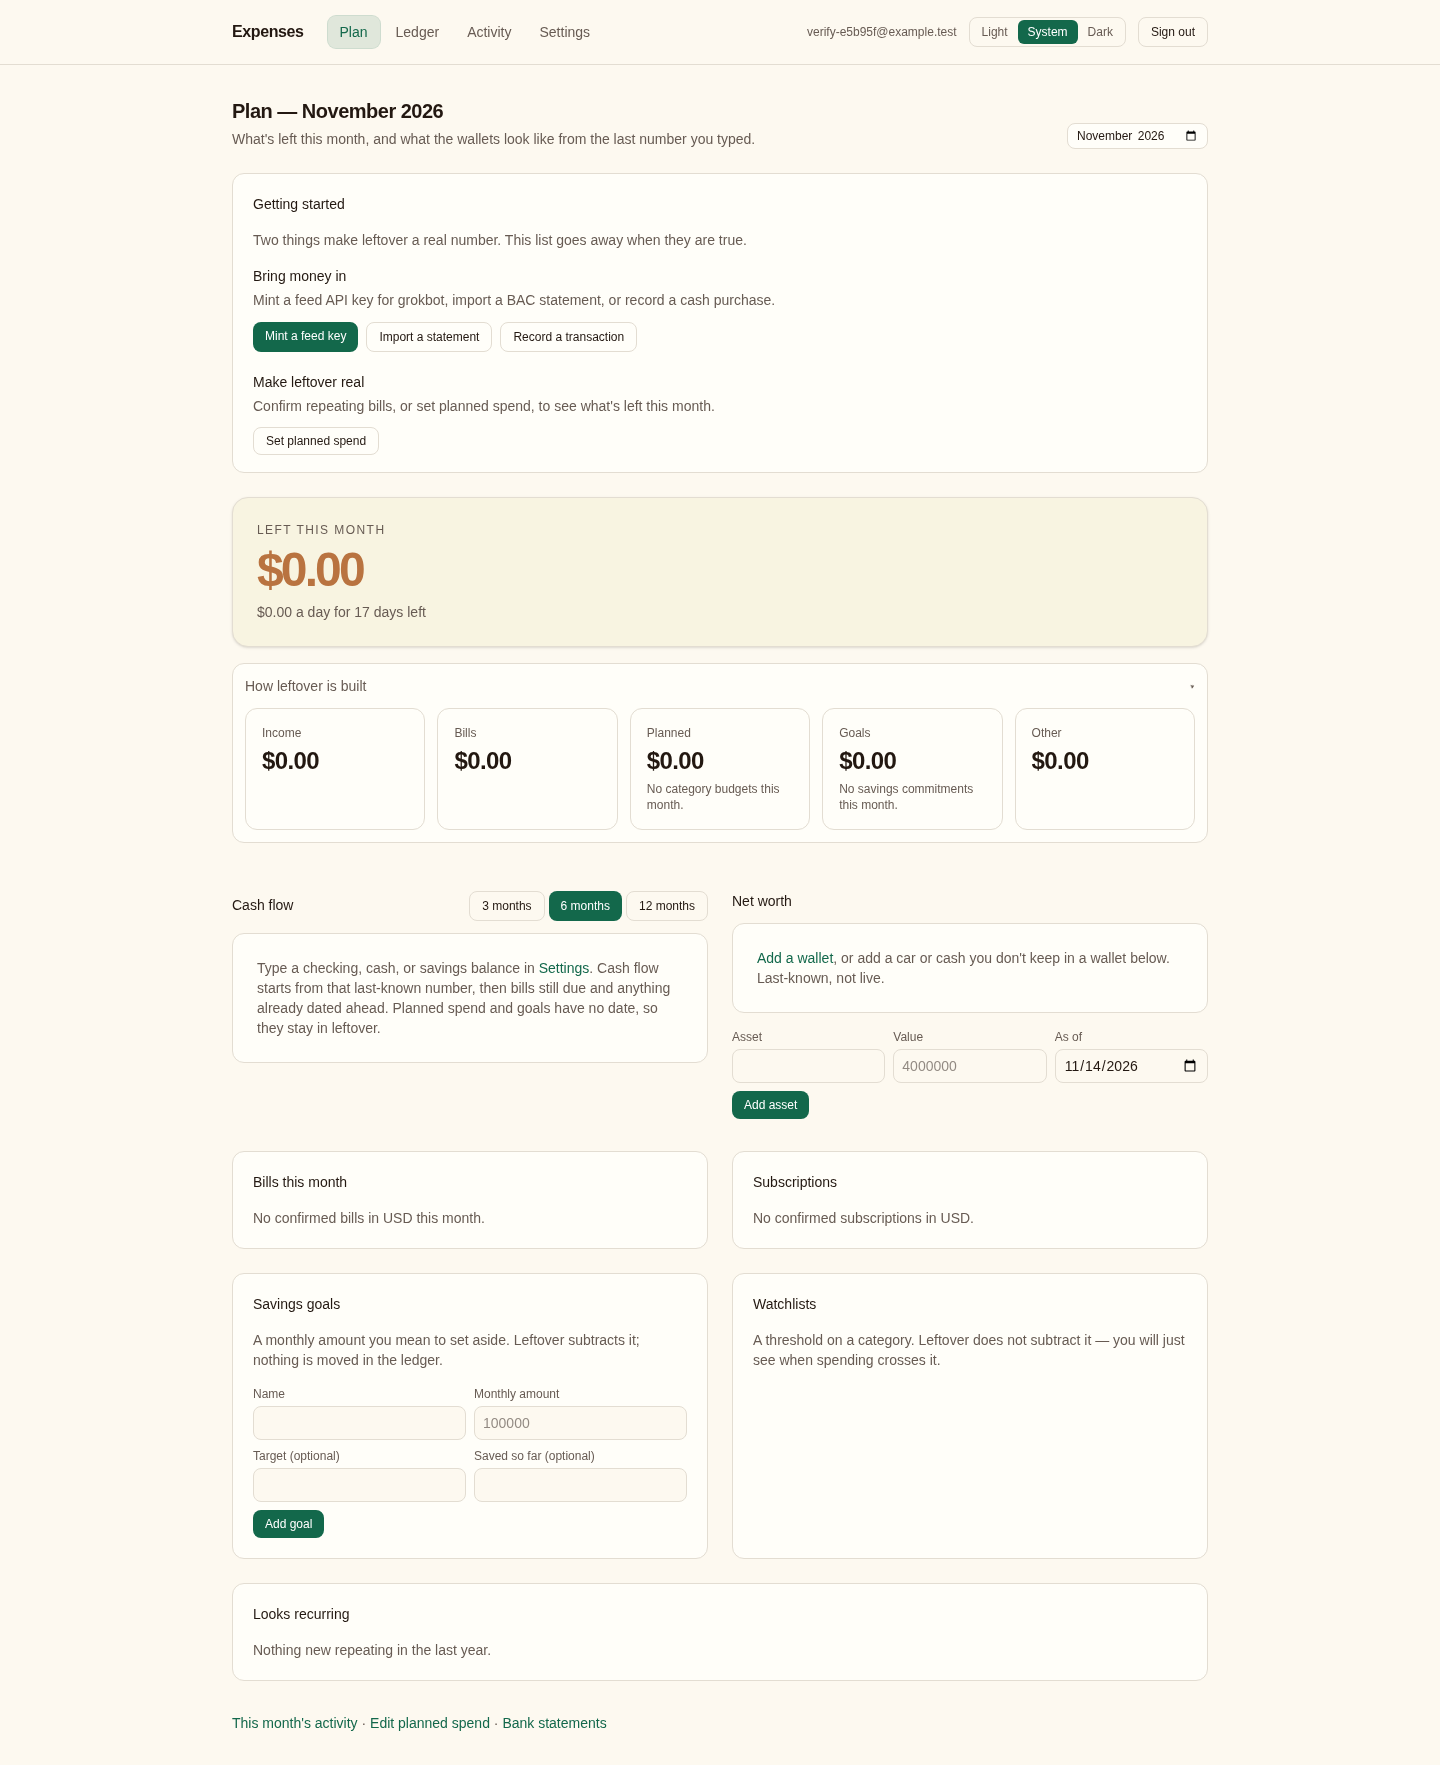 Expenses
Plan
Ledger
Activity
Settings
verify-e5b95f@example.test
Light
System
Dark
Sign out
Plan — November 2026
What's left this month, and what the wallets look like from the last number you typed.
November 2026
Getting started
Two things make leftover a real number. This list goes away when they are true.
Bring money in
Mint a feed API key for grokbot, import a BAC statement, or record a cash purchase.
Mint a feed key
Import a statement
Record a transaction
Make leftover real
Confirm repeating bills, or set planned spend, to see what's left this month.
Set planned spend
LEFT THIS MONTH
$0.00
$0.00 a day for 17 days left
How leftover is built
Income
$0.00
Bills
$0.00
Planned
$0.00
No category budgets this
month.
Goals
$0.00
No savings commitments
this month.
Other
$0.00
Cash flow
3 months
6 months
12 months
Type a checking, cash, or savings balance in Settings. Cash flow
starts from that last-known number, then bills still due and anything
already dated ahead. Planned spend and goals have no date, so
they stay in leftover.
Net worth
Add a wallet, or add a car or cash you don't keep in a wallet below.
Last-known, not live.
Asset
Value
As of
4000000
11/14/2026
Add asset
Bills this month
No confirmed bills in USD this month.
Subscriptions
No confirmed subscriptions in USD.
Savings goals
A monthly amount you mean to set aside. Leftover subtracts it;
nothing is moved in the ledger.
Name
Monthly amount
100000
Target (optional)
Saved so far (optional)
Add goal
Watchlists
A threshold on a category. Leftover does not subtract it — you will just
see when spending crosses it.
Looks recurring
Nothing new repeating in the last year.
This month's activity · Edit planned spend · Bank statements